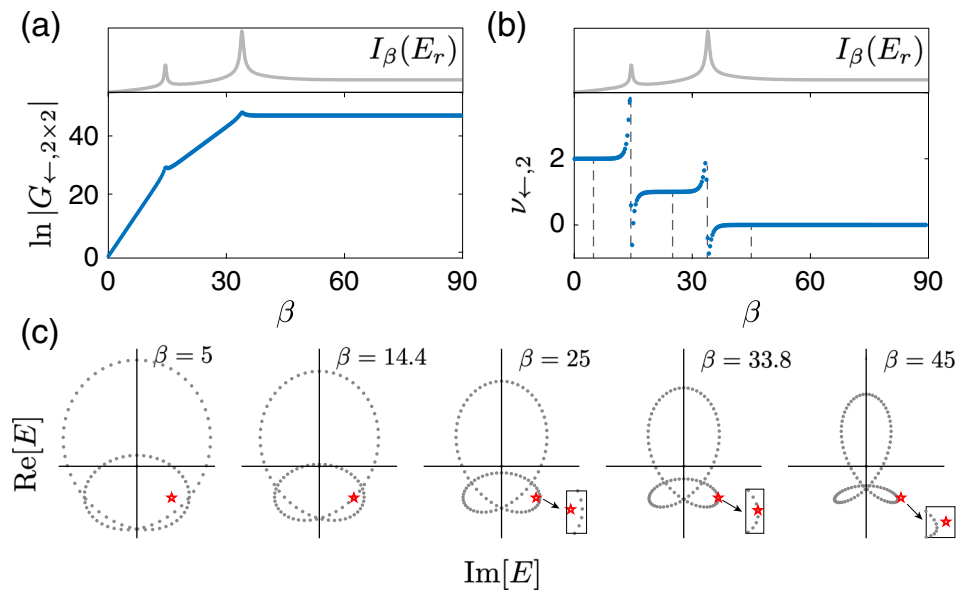 (a)
I_β(E_r)
ln |G_{←,2×2}|
40
20
0
0 30 60 90
β
(b)
I_β(E_r)
ν_{←,2}
2
0
0 30 60 90
β
(c)
β = 5
β = 14.4
β = 25
β = 33.8
β = 45
Re[E]
Im[E]